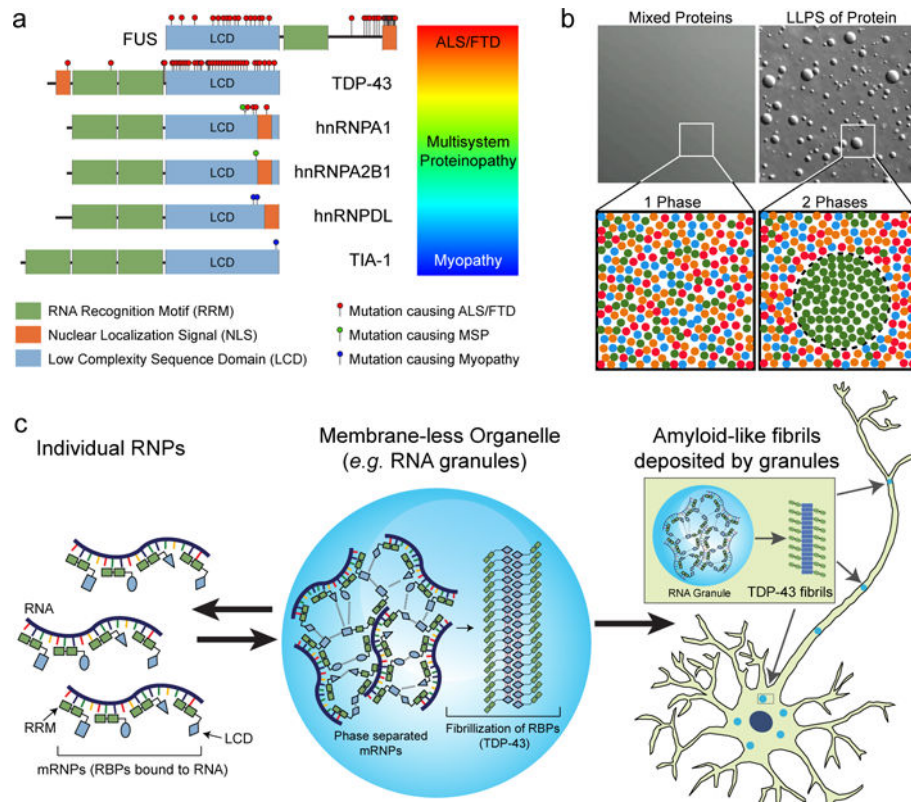 a
FUS
LCD
ALS/FTD
LCD
TDP-43
LCD
hnRNPA1
Multisystem
Proteinopathy
LCD
hnRNPA2B1
LCD
hnRNPDL
LCD
TIA-1
Myopathy
RNA Recognition Motif (RRM)
Nuclear Localization Signal (NLS)
Low Complexity Sequence Domain (LCD)
Mutation causing ALS/FTD
Mutation causing MSP
Mutation causing Myopathy
b
Mixed Proteins
LLPS of Protein
1 Phase
2 Phases
c
Individual RNPs
RNA
RRM
LCD
mRNPs (RBPs bound to RNA)
Membrane-less Organelle
(e.g. RNA granules)
Phase separated
mRNPs
Fibrillization of RBPs
(TDP-43)
Amyloid-like fibrils
deposited by granules
RNA Granule
TDP-43 fibrils